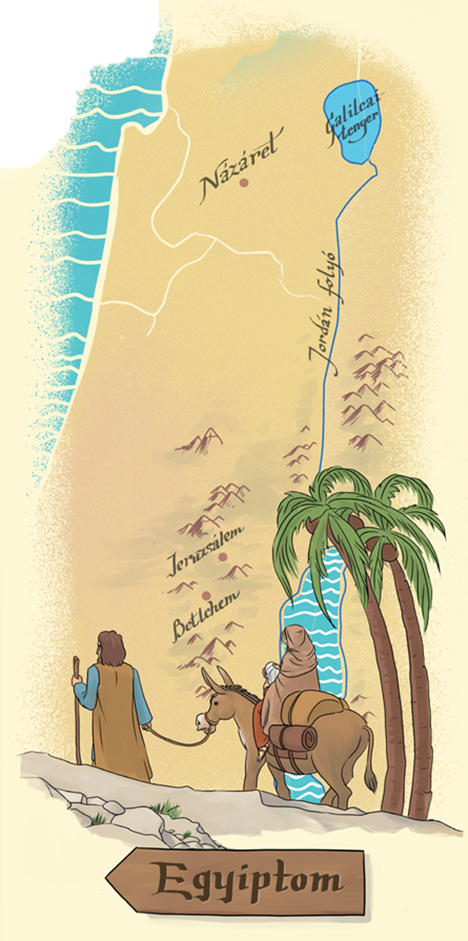 Galileai
Tenger
Názáret
Jordán folyó
Jeruzsálem
Betlehem
Egyiptom